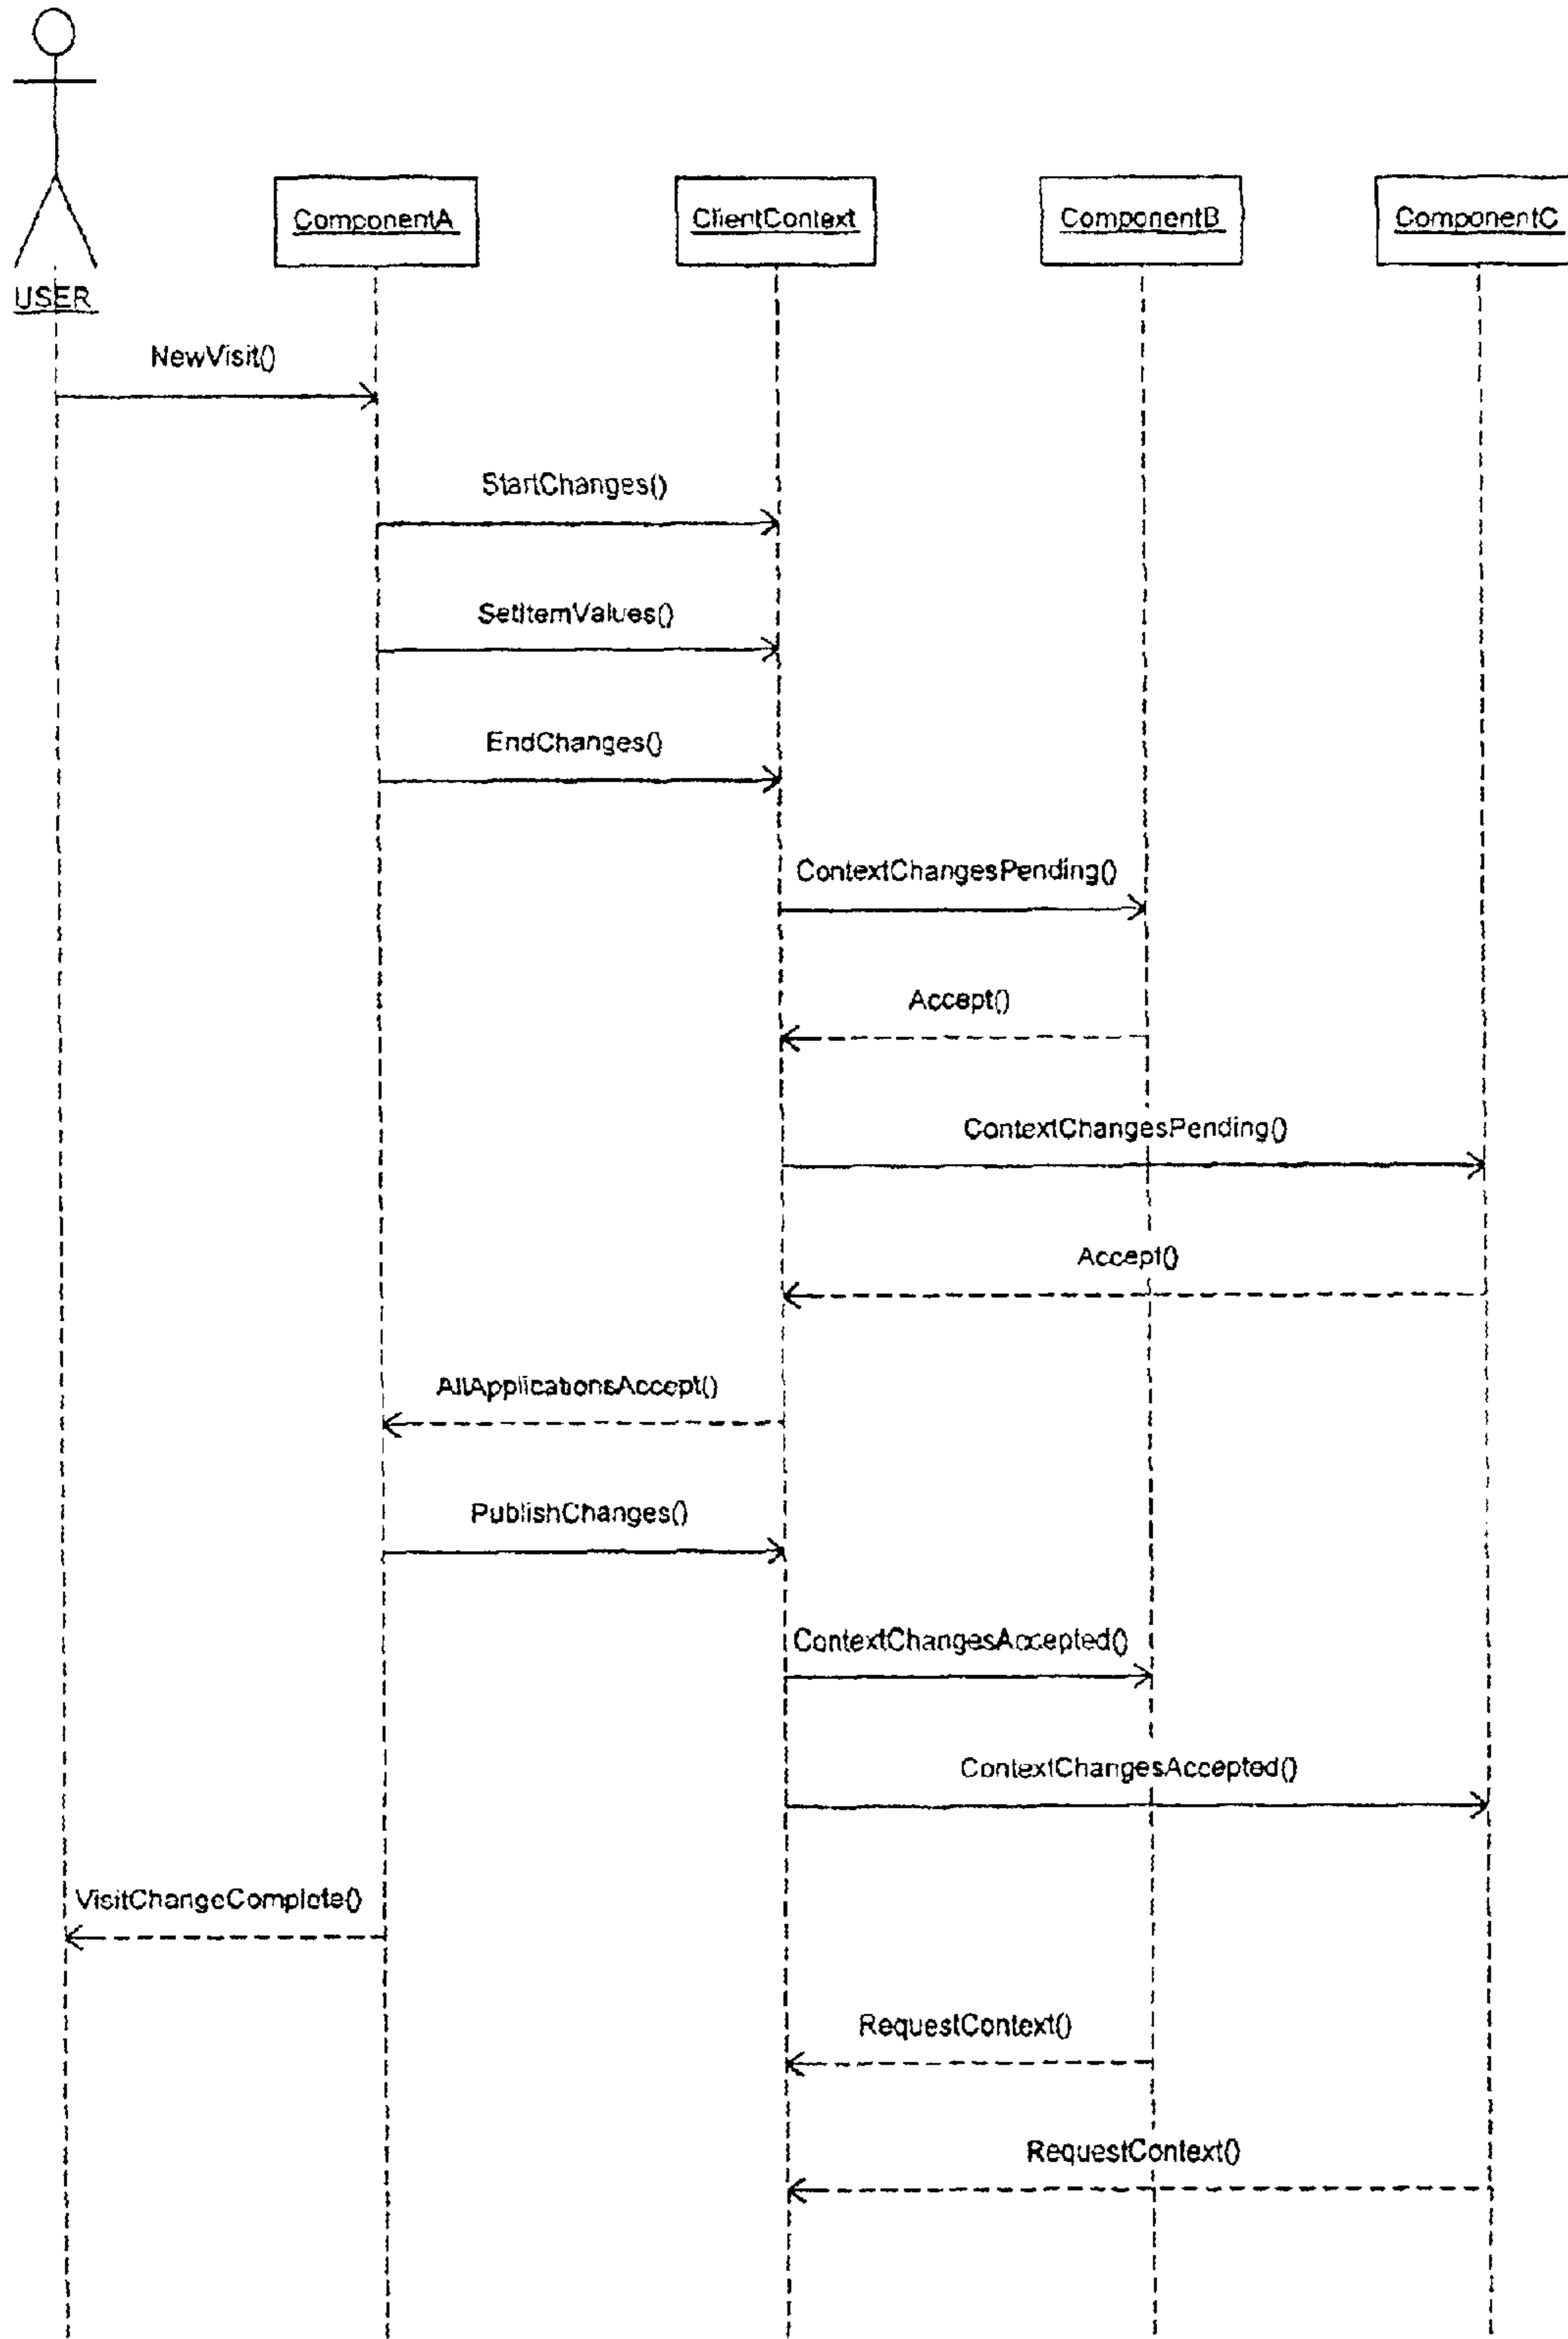 ComponentA
ClientContext
ComponentB
ComponentC
USER
NewVisit()
StartChanges()
SetItemValues()
EndChanges()
ContextChangesPending()
Accept()
ContextChangesPending()
Accept()
AllApplicationsAccept()
PublishChanges()
ContextChangesAccepted()
ContextChangesAccepted()
VisitChangeComplete()
RequestContext()
RequestContext()